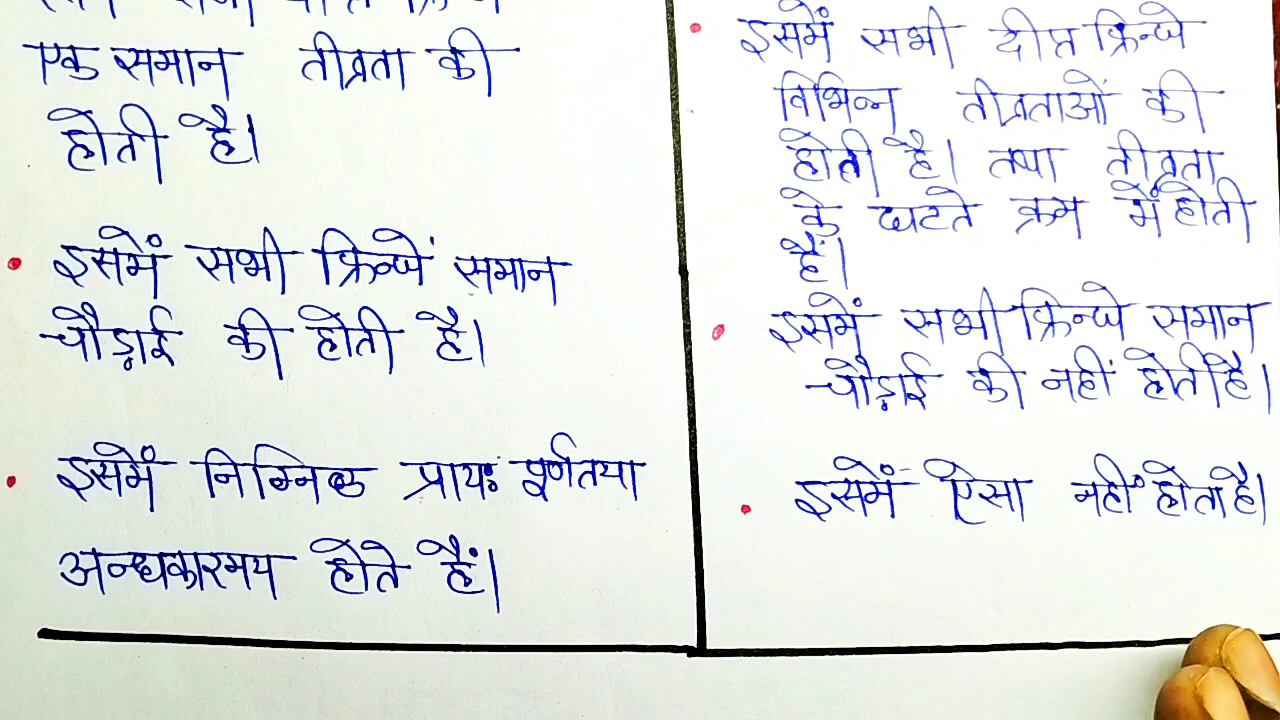 एक समान तीव्रता की
होती है।
• इसमें सभी फ्रिन्जें समान
चौड़ाई की होती है।
• इसमें निम्निष्ठ प्रायः पूर्णतया
अन्धकारमय होते हैं।
• इसमें सभी दीप्त फ्रिन्जे
विभिन्न तीव्रताओं की
होती है। तथा तीव्रता
के घटते क्रम में होती
हैं।
• इसमें सभी फ्रिन्जे समान
चौड़ाई की नहीं होती है।
• इसमें ऐसा नहीं होता है।